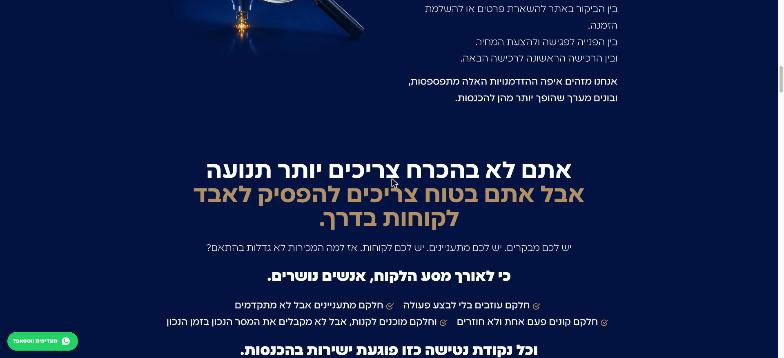 בין הביקור באתר להשארת פרטים או להשלמת
הזמנה.
בין הפנייה לפגישה ולהצעת המחיר.
ובין הרכישה הראשונה לרכישה הבאה.
אנחנו מזהים איפה ההזדמנויות האלה מתפספסות,
ובונים מערך שהופך יותר מהן להכנסות.
אתם לא בהכרח צריכים יותר תנועה
אבל אתם בטוח צריכים להפסיק לאבד
לקוחות בדרך.
יש לכם מבקרים. יש לכם מתעניינים. יש לכם לקוחות. אז למה המכירות לא גדלות בהתאם?
כי לאורך מסע הלקוח, אנשים נושרים.
חלקם עוזבים בלי לבצע פעולה חלקם מתעניינים אבל לא מתקדמים
חלקם קונים פעם אחת ולא חוזרים וחלקם מוכנים לקנות, אבל לא מקבלים את המסר הנכון בזמן הנכון
וכל נקודת נטישה כזו פוגעת ישירות בהכנסות.
מעדיפים ווטסאפ?